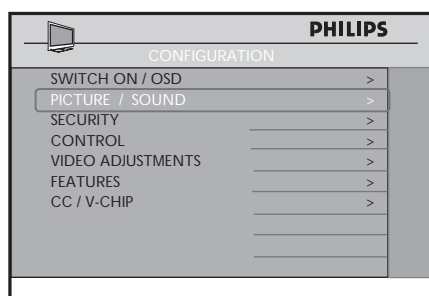 PHILIPS
CONFIGURATION
SWITCH ON / OSD >
PICTURE / SOUND >
SECURITY >
CONTROL >
VIDEO ADJUSTMENTS >
FEATURES >
CC / V-CHIP >